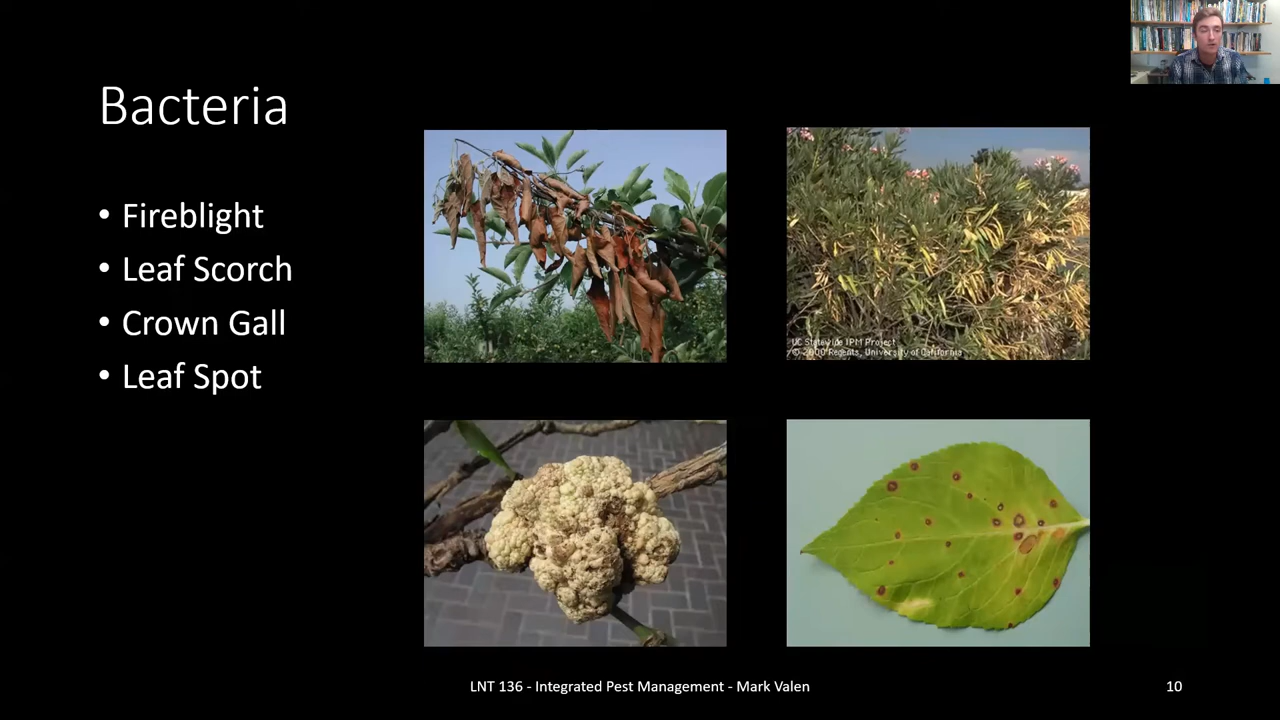 Bacteria
• Fireblight
• Leaf Scorch
• Crown Gall
• Leaf Spot
UC Statewide IPM Project
© 2000 Regents, University of California
LNT 136 - Integrated Pest Management - Mark Valen
10